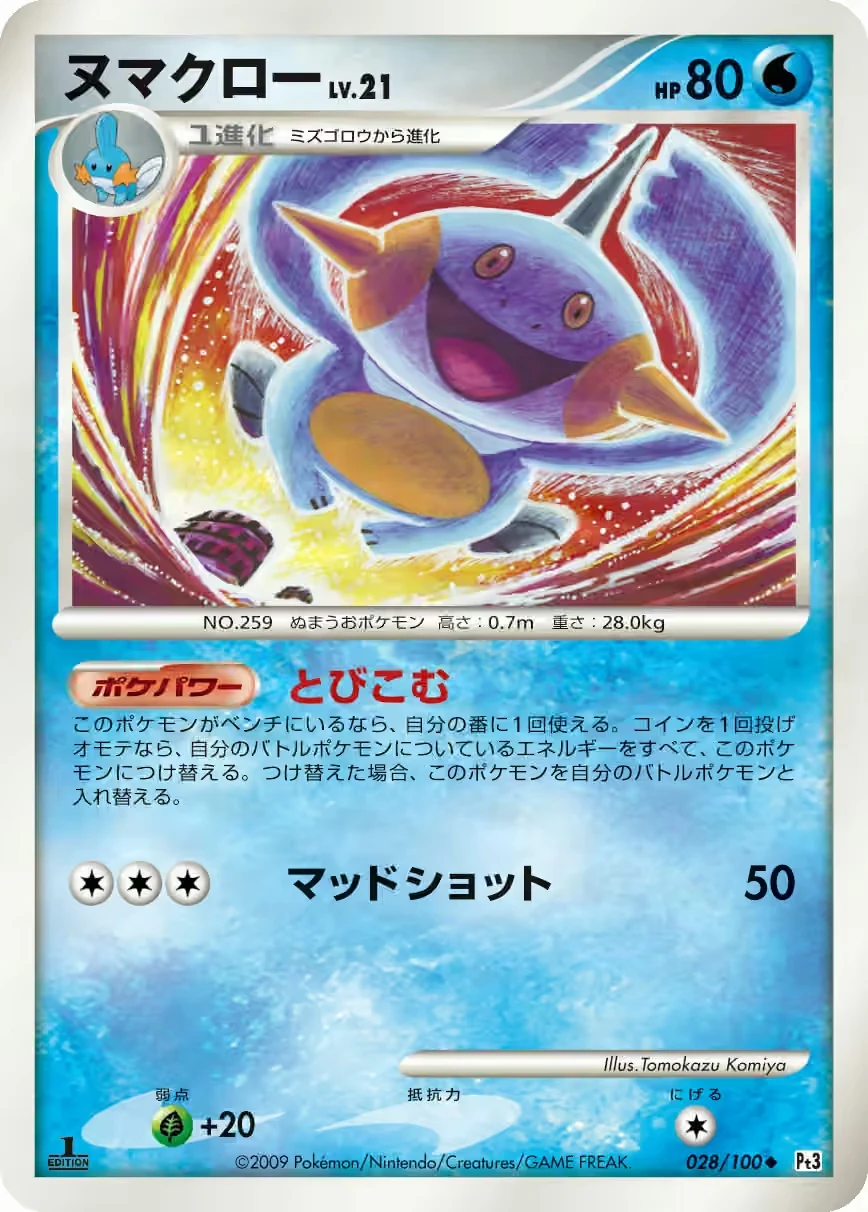 ヌマクロー LV.21 HP 80
1進化 ミズゴロウから進化
NO.259 ぬまうおポケモン 高さ:0.7m 重さ:28.0kg
ポケパワー とびこむ
このポケモンがベンチにいるなら、自分の番に1回使える。コインを1回投げ
オモテなら、自分のバトルポケモンについているエネルギーをすべて、このポケ
モンにつけ替える。つけ替えた場合、このポケモンを自分のバトルポケモンと
入れ替える。
マッドショット 50
Illus.Tomokazu Komiya
弱点 抵抗力 にげる
+20
1 EDITION
©2009 Pokémon/Nintendo/Creatures/GAME FREAK. 028/100 Pt3